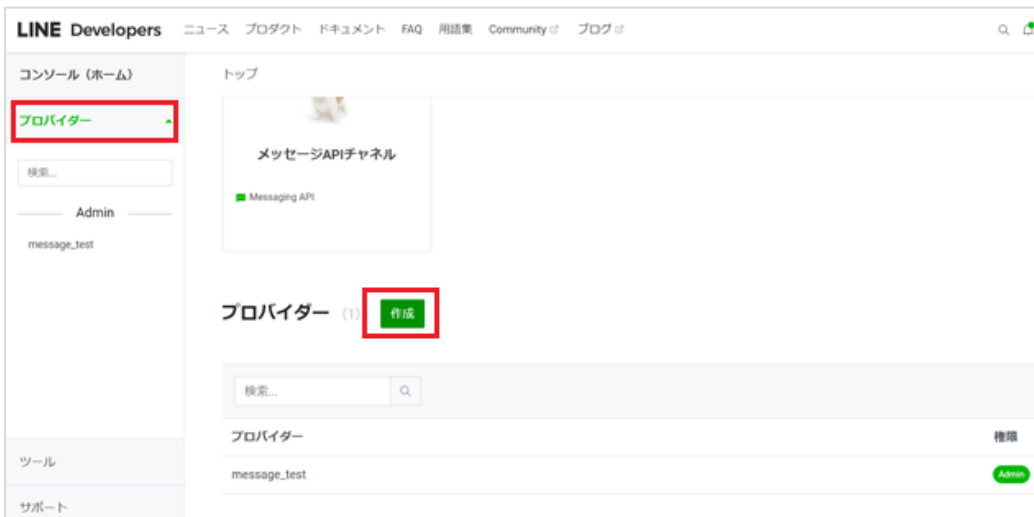 LINE Developers ニュース プロダクト ドキュメント FAQ 用語集 Community ブログ
コンソール（ホーム）
トップ
プロバイダー
メッセージAPIチャネル
検索...
Messaging API
Admin
message_test
プロバイダー (1) 作成
検索...
プロバイダー 権限
ツール
message_test Admin
サポート